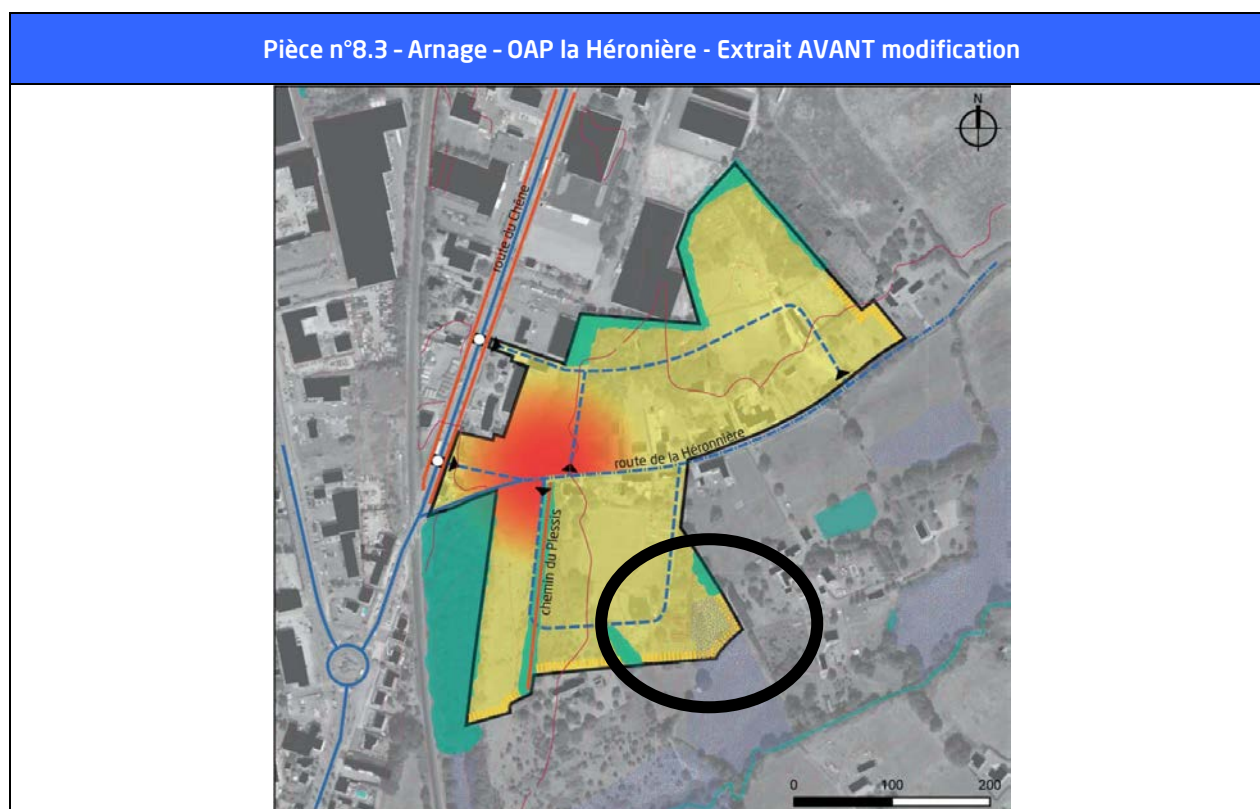 Pièce n°8.3 – Arnage – OAP la Héronière - Extrait AVANT modification
N
route du Chêne
route de la Héronnière
chemin du Plessis
0 100 200